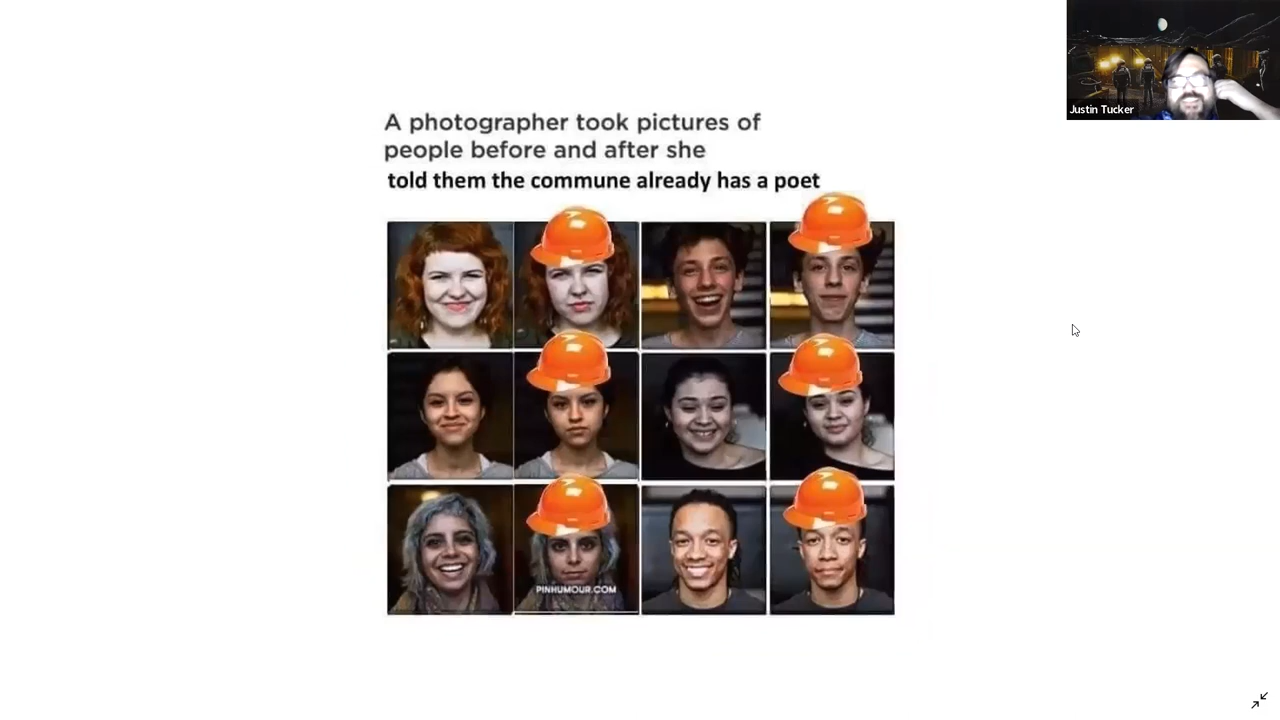 Justin Tucker
A photographer took pictures of
people before and after she
told them the commune already has a poet
PINHUMOUR.COM